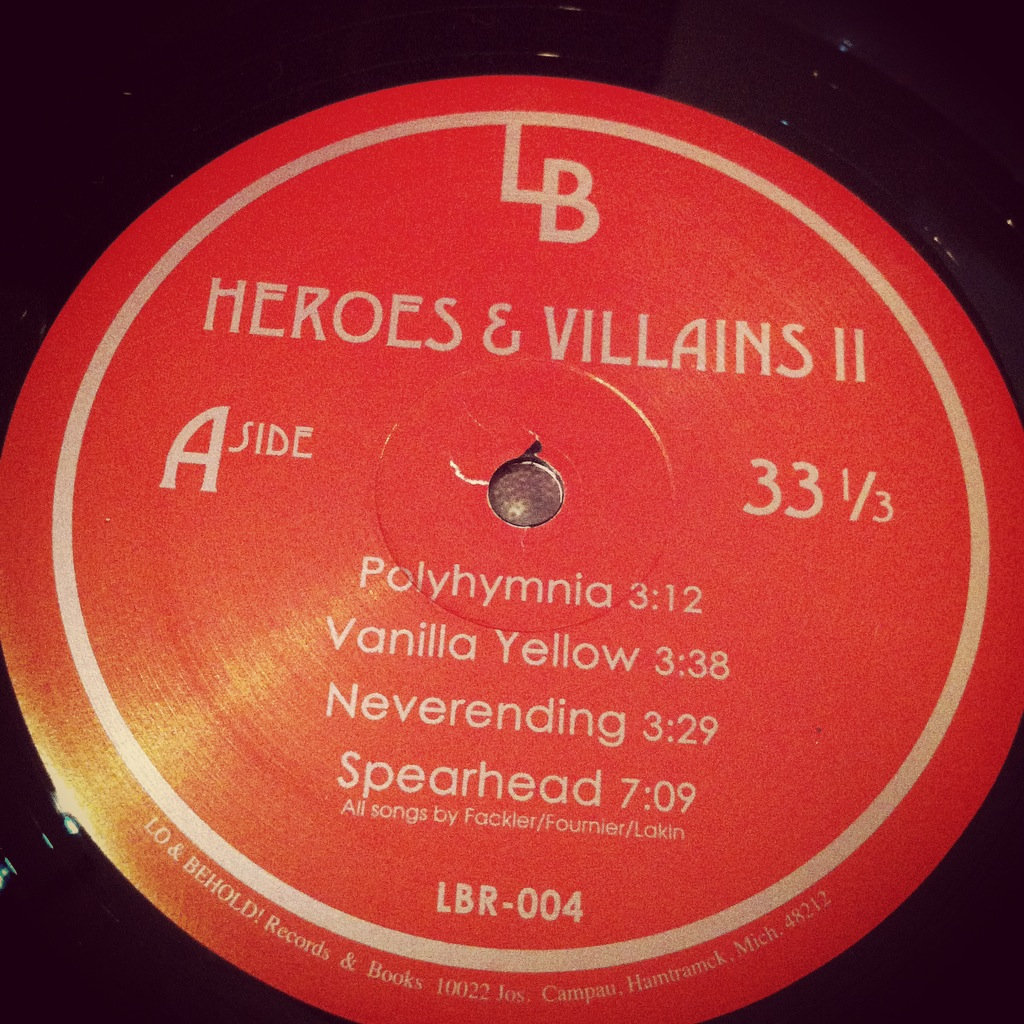 LB
HEROES & VILLAINS II
A SIDE
33 1/3
Polyhymnia 3:12
Vanilla Yellow 3:38
Neverending 3:29
Spearhead 7:09
All songs by Fackler/Fournier/Lakin
LBR-004
LO & BEHOLD! Records & Books 10022 Jos. Campau, Hamtramck, Mich. 48212